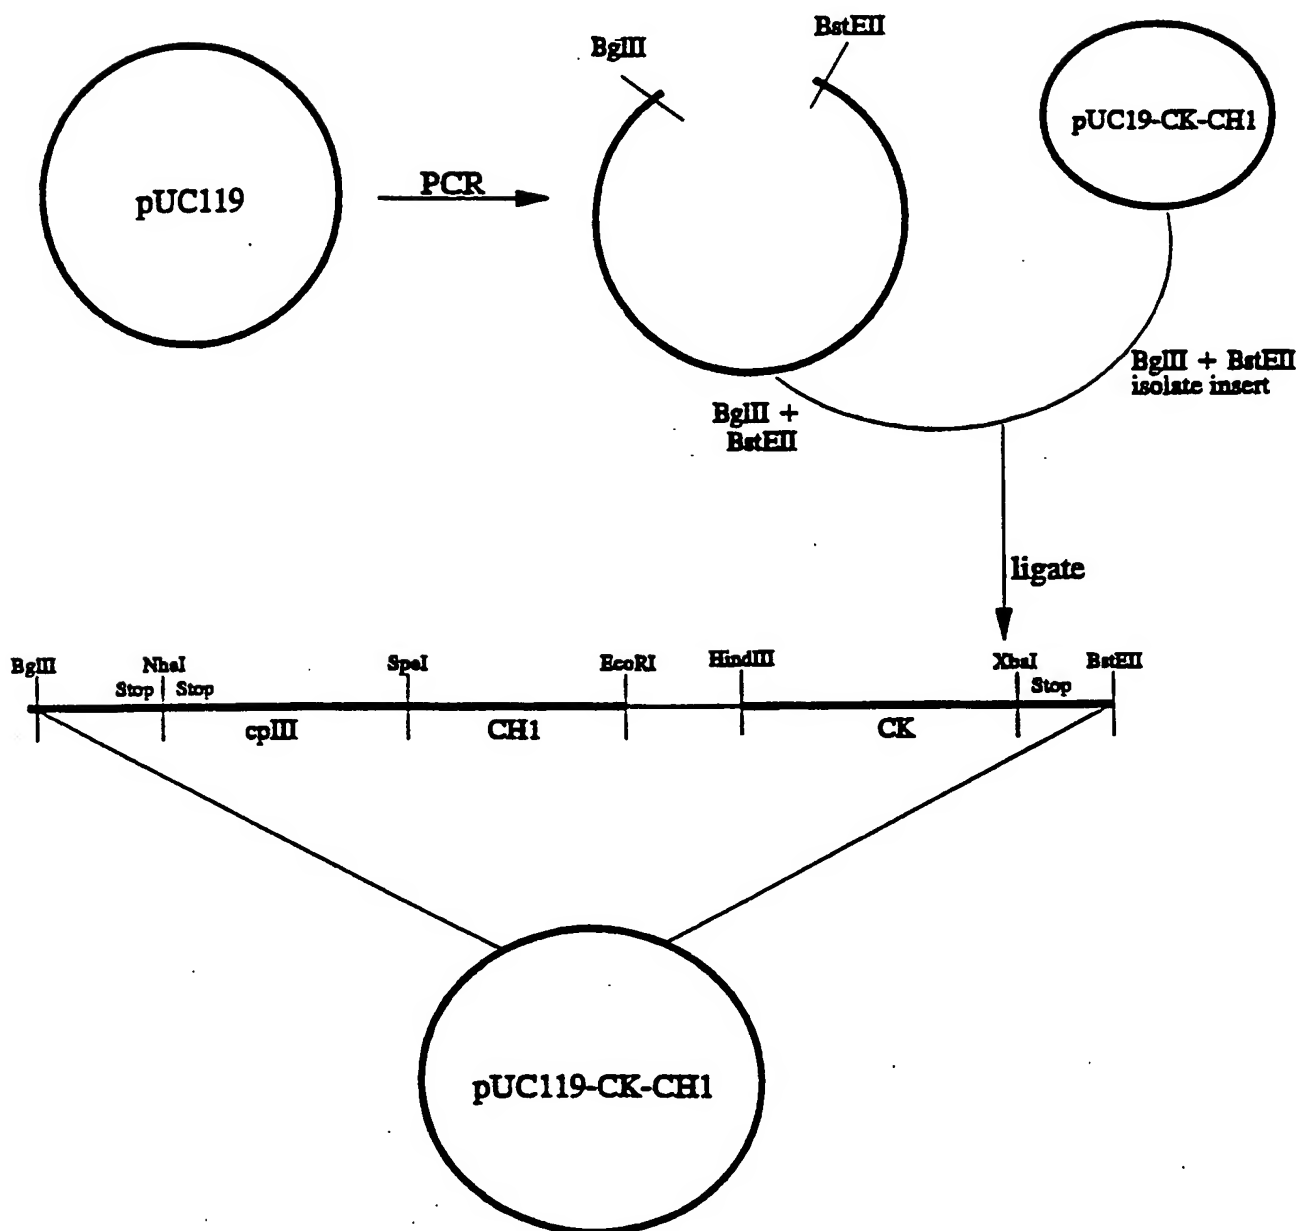 BglII
BstEII
pUC119
PCR
pUC19-CK-CH1
BglII + BstEII
isolate insert
BglII +
BstEII
ligate
BglII
NheI
SpeI
EcoRI
HindIII
XbaI
BstEII
Stop
Stop
Stop
cpIII
CH1
CK
pUC119-CK-CH1